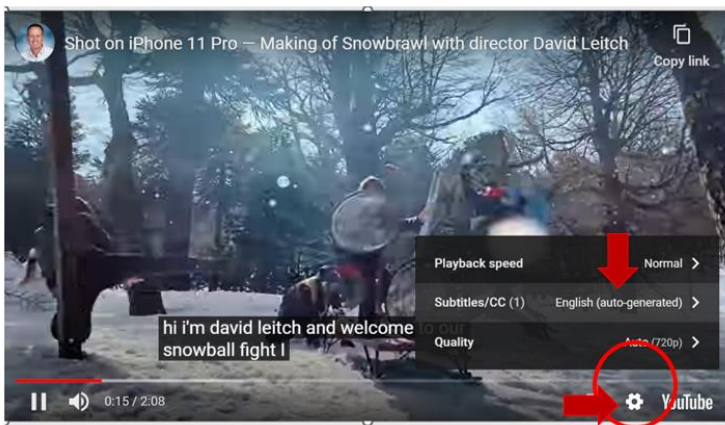 Shot on iPhone 11 Pro — Making of Snowbrawl with director David Leitch
Copy link
Playback speed Normal
Subtitles/CC (1) English (auto-generated)
Quality Auto (720p)
hi i'm david leitch and welcome to our
snowball fight I
0:15 / 2:08
YouTube